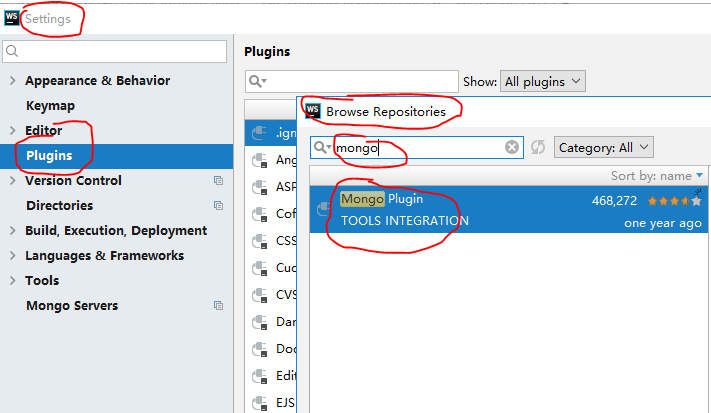 WS Settings
Appearance & Behavior
Keymap
Editor
Plugins
Version Control
Directories
Build, Execution, Deployment
Languages & Frameworks
Tools
Mongo Servers
Plugins
Show: All plugins
.ign
Ang
ASP
Cof
CSS
Cuc
CVS
Dar
Doc
Edit
EJS
WS Browse Repositories
mongo
Category: All
Sort by: name
Mongo Plugin 468,272
TOOLS INTEGRATION one year ago